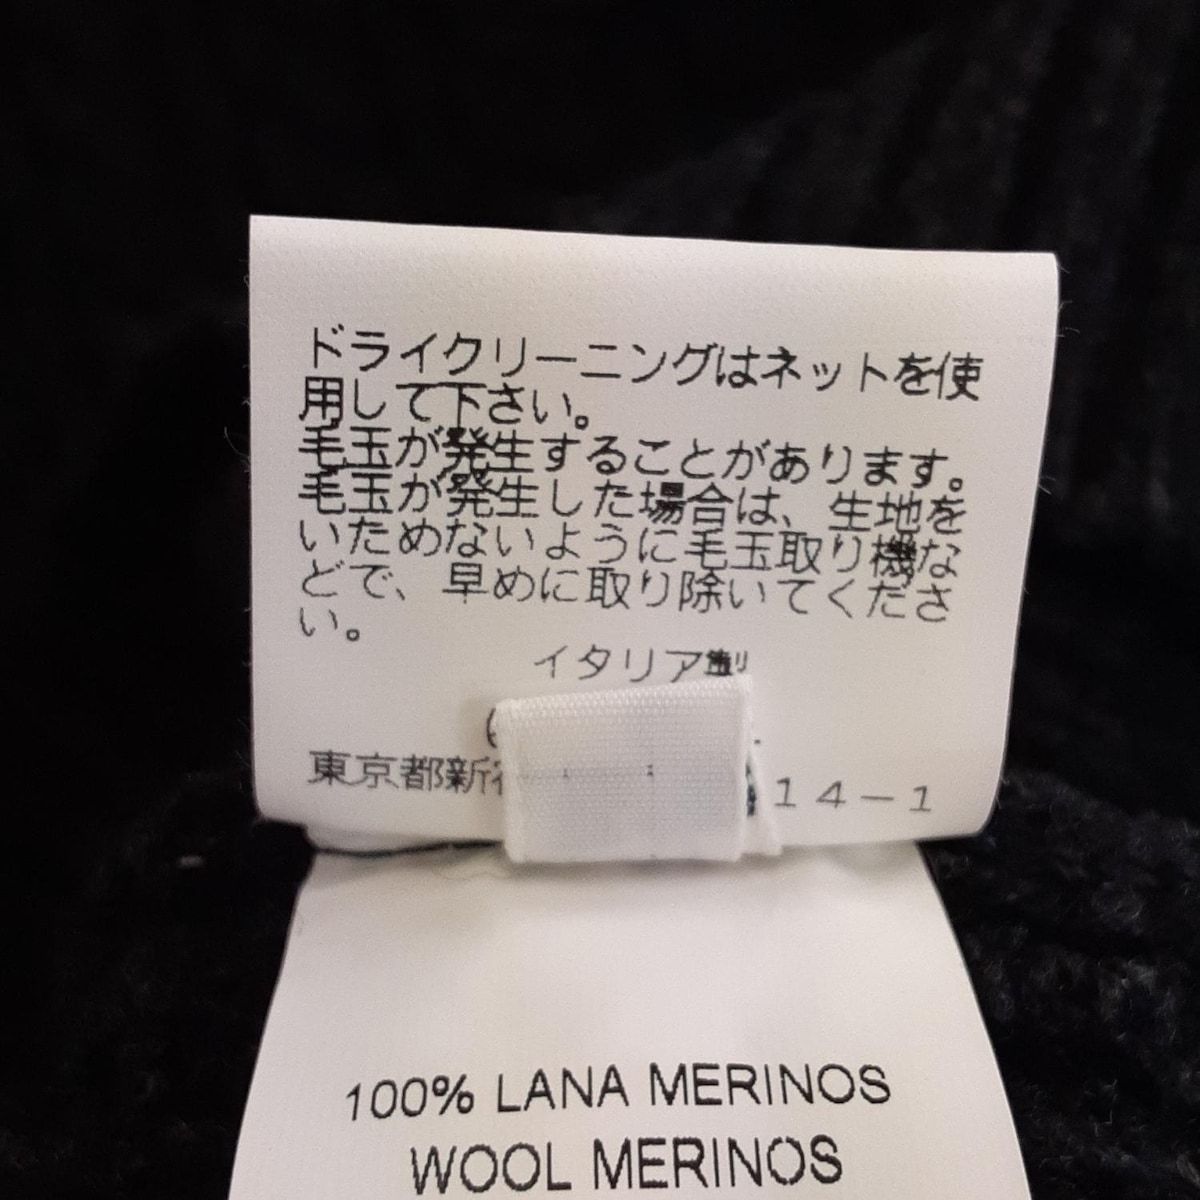 ドライクリーニングはネットを使
用して下さい。
毛玉が発生することがあります。
毛玉が発生した場合は、生地を
いためないように毛玉取り機な
どで、早めに取り除いてくださ
い。
イタリア製
東京都新
14-1
100% LANA MERINOS
WOOL MERINOS